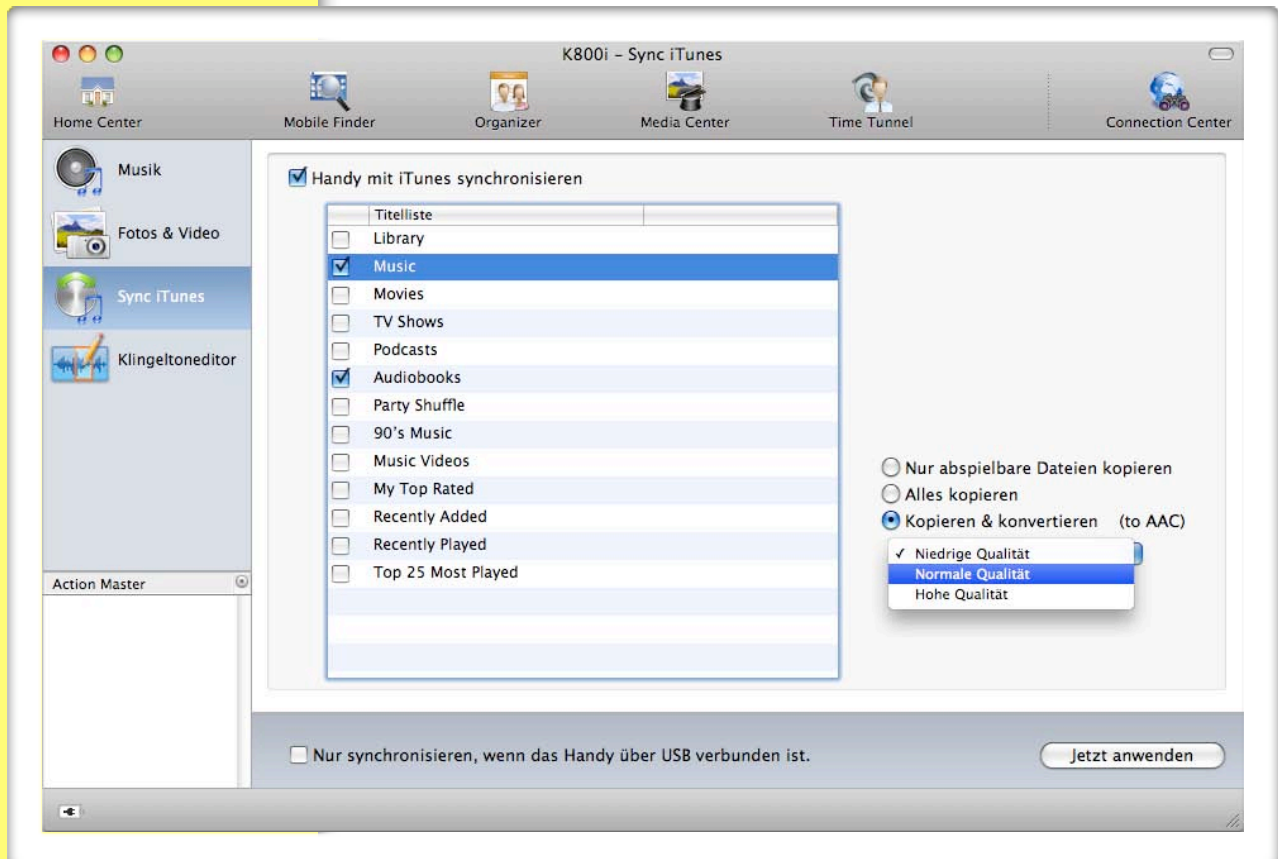 K800i – Sync iTunes
Home Center
Mobile Finder
Organizer
Media Center
Time Tunnel
Connection Center
Musik
Fotos & Video
Sync iTunes
Klingeltoneditor
Action Master
Handy mit iTunes synchronisieren
Titelliste
Library
Music
Movies
TV Shows
Podcasts
Audiobooks
Party Shuffle
90's Music
Music Videos
My Top Rated
Recently Added
Recently Played
Top 25 Most Played
Nur abspielbare Dateien kopieren
Alles kopieren
Kopieren & konvertieren (to AAC)
Niedrige Qualität
Normale Qualität
Hohe Qualität
Nur synchronisieren, wenn das Handy über USB verbunden ist.
Jetzt anwenden